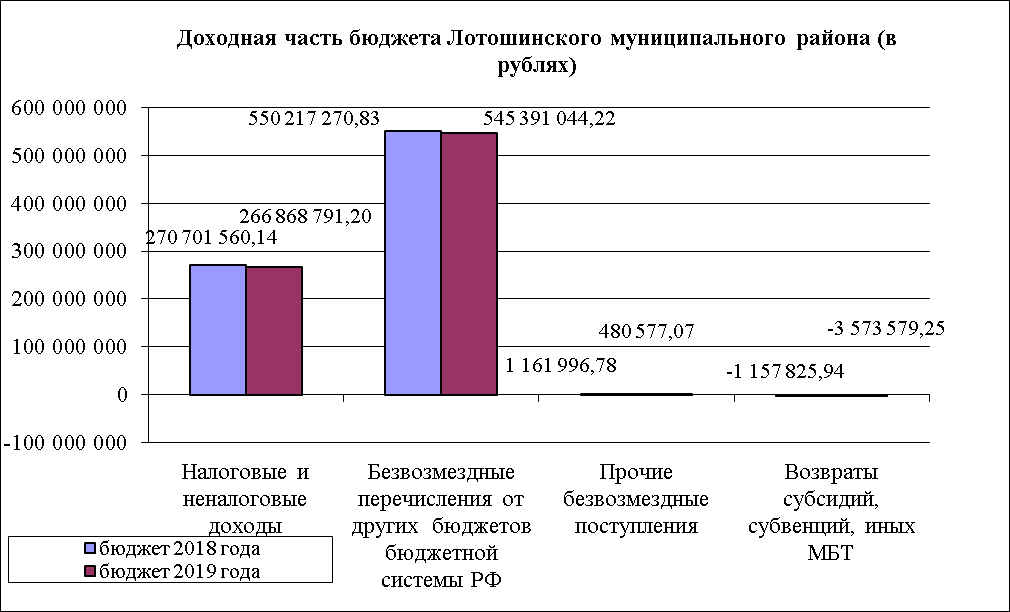 Доходная часть бюджета Лотошинского муниципального района (в
рублях)
600 000 000
500 000 000
400 000 000
300 000 000
200 000 000
100 000 000
0
-100 000 000
550 217 270,83
545 391 044,22
266 868 791,20
270 701 560,14
480 577,07
-3 573 579,25
1 161 996,78
-1 157 825,94
Налоговые и
неналоговые
доходы
Безвозмездные
перечисления от
других бюджетов
бюджетной
системы РФ
Прочие
безвозмездные
поступления
Возвраты
субсидий,
субвенций, иных
МБТ
бюджет 2018 года
бюджет 2019 года